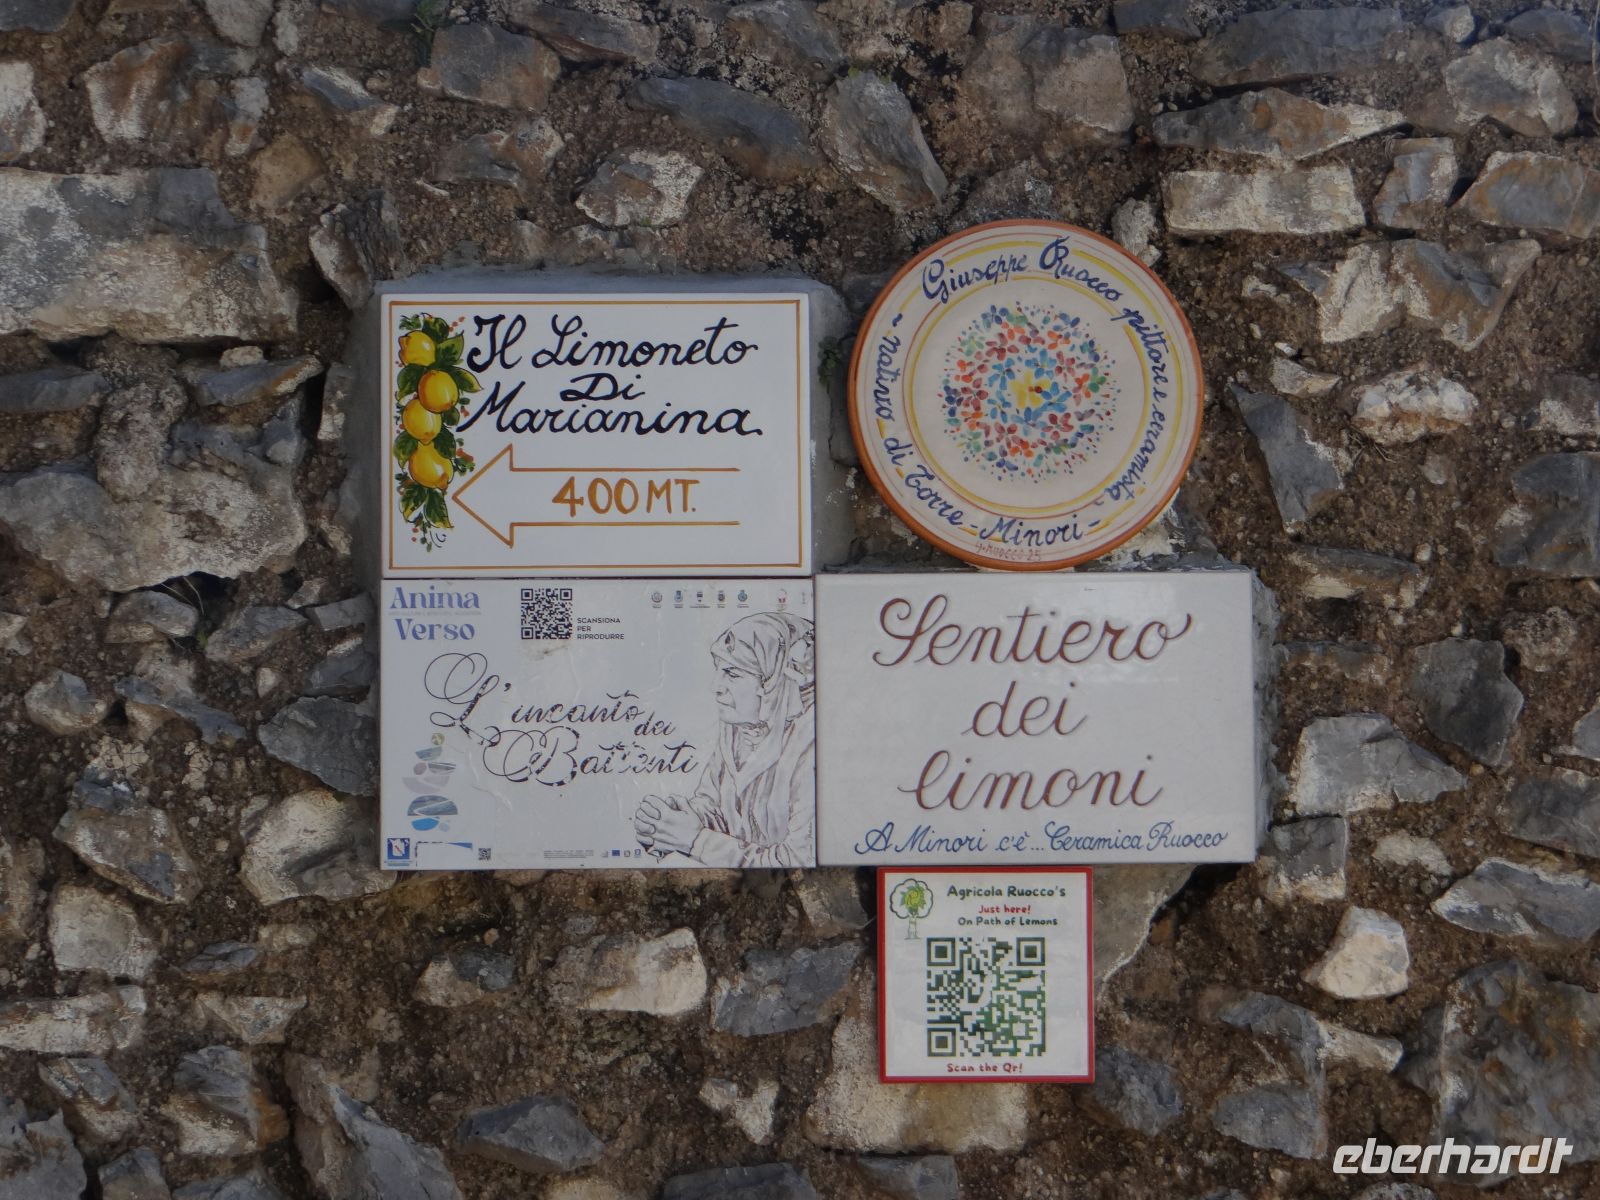 Il Limoneto
Di
Marianina
400 MT.
Giuseppe Ruocco pittore e ceramista
~ nativo di Torre - Minori -
G. RUOCCO 25
Anima
Verso
SCANSIONA
PER
RIPRODURRE
L'incanto
dei
Battenti
Sentiero
dei
limoni
A Minori c'è... Ceramica Ruocco
Agricola Ruocco's
Just here!
On Path of Lemons
Scan the Qr!
eberhardt